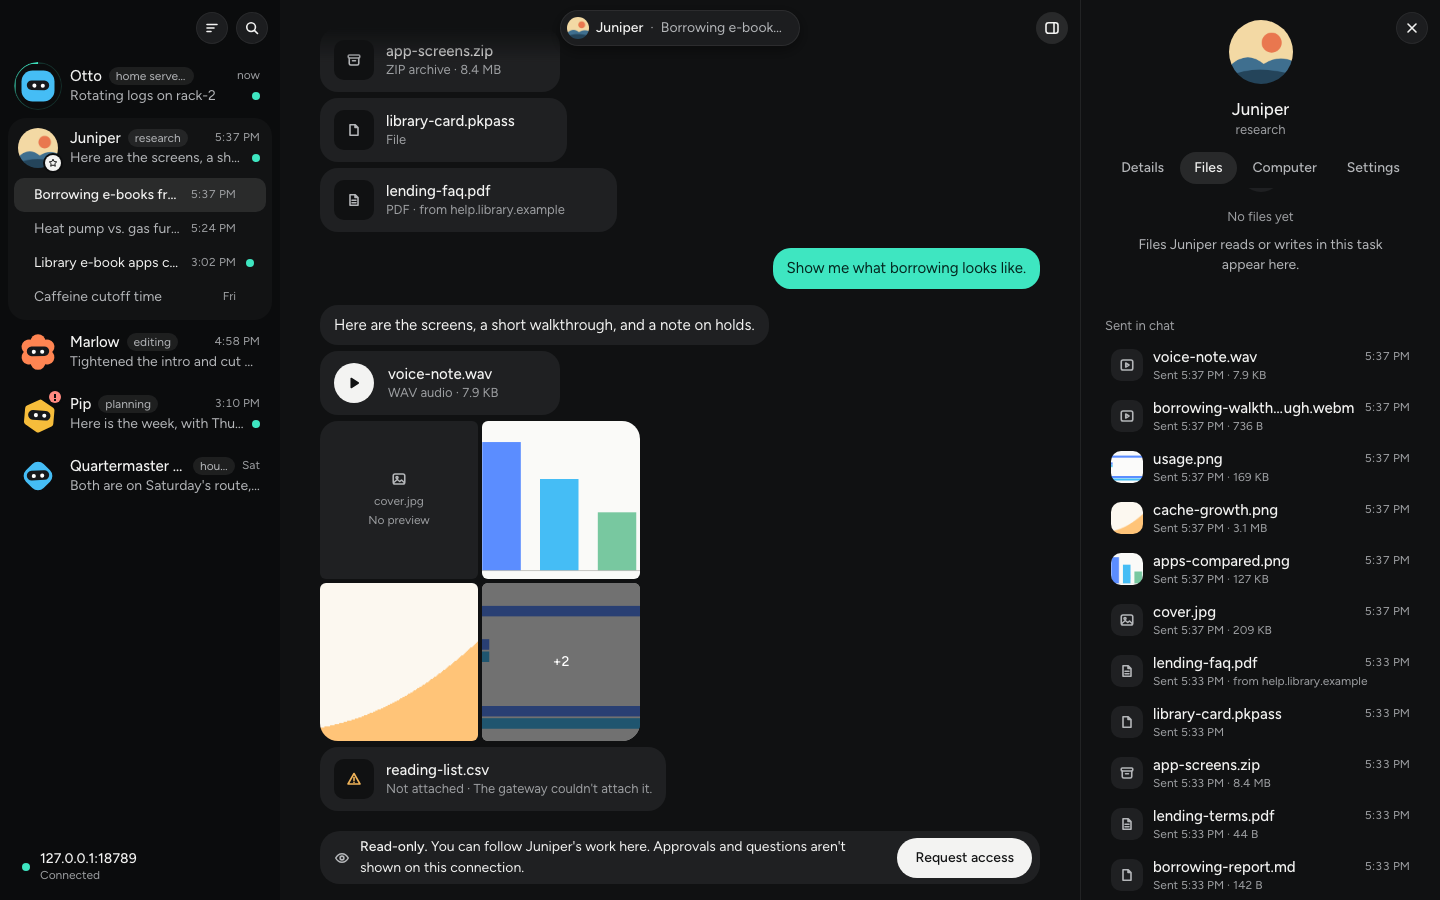 Otto home serve... now
Rotating logs on rack-2
Juniper research 5:37 PM
Here are the screens, a sh...
Borrowing e-books fr... 5:37 PM
Heat pump vs. gas fur... 5:24 PM
Library e-book apps c... 3:02 PM
Caffeine cutoff time Fri
Marlow editing 4:58 PM
Tightened the intro and cut ...
Pip planning 3:10 PM
Here is the week, with Thu...
Quartermaster ... hou... Sat
Both are on Saturday's route,...
127.0.0.1:18789
Connected
Juniper · Borrowing e-book...
app-screens.zip
ZIP archive · 8.4 MB
library-card.pkpass
File
lending-faq.pdf
PDF · from help.library.example
Show me what borrowing looks like.
Here are the screens, a short walkthrough, and a note on holds.
voice-note.wav
WAV audio · 7.9 KB
cover.jpg
No preview
+2
reading-list.csv
Not attached · The gateway couldn't attach it.
Read-only. You can follow Juniper's work here. Approvals and questions aren't
shown on this connection.
Request access
Juniper
research
Details Files Computer Settings
No files yet
Files Juniper reads or writes in this task
appear here.
Sent in chat
voice-note.wav 5:37 PM
Sent 5:37 PM · 7.9 KB
borrowing-walkth...ugh.webm 5:37 PM
Sent 5:37 PM · 736 B
usage.png 5:37 PM
Sent 5:37 PM · 169 KB
cache-growth.png 5:37 PM
Sent 5:37 PM · 3.1 MB
apps-compared.png 5:37 PM
Sent 5:37 PM · 127 KB
cover.jpg 5:37 PM
Sent 5:37 PM · 209 KB
lending-faq.pdf 5:33 PM
Sent 5:33 PM · from help.library.example
library-card.pkpass 5:33 PM
Sent 5:33 PM
app-screens.zip 5:33 PM
Sent 5:33 PM · 8.4 MB
lending-terms.pdf 5:33 PM
Sent 5:33 PM · 44 B
borrowing-report.md 5:33 PM
Sent 5:33 PM · 142 B